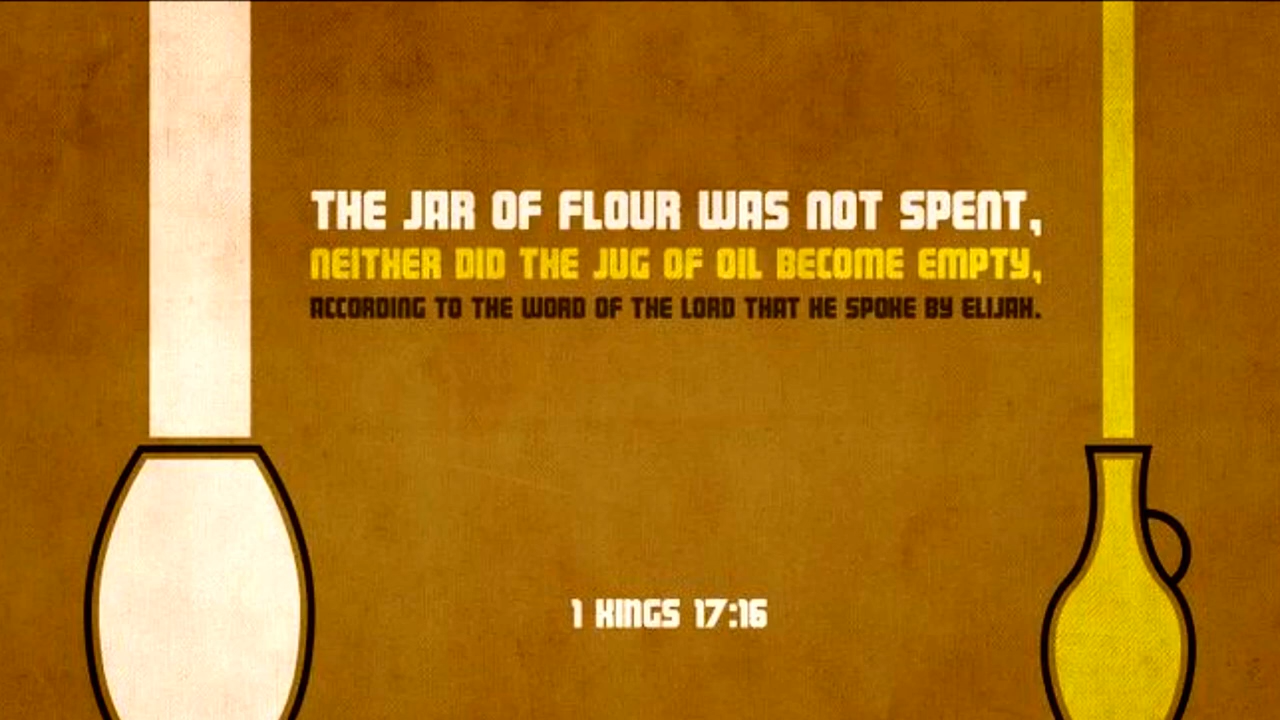 THE JAR OF FLOUR WAS NOT SPENT,
NEITHER DID THE JUG OF OIL BECOME EMPTY,
ACCORDING TO THE WORD OF THE LORD THAT HE SPOKE BY ELIJAH.
1 KINGS 17:16